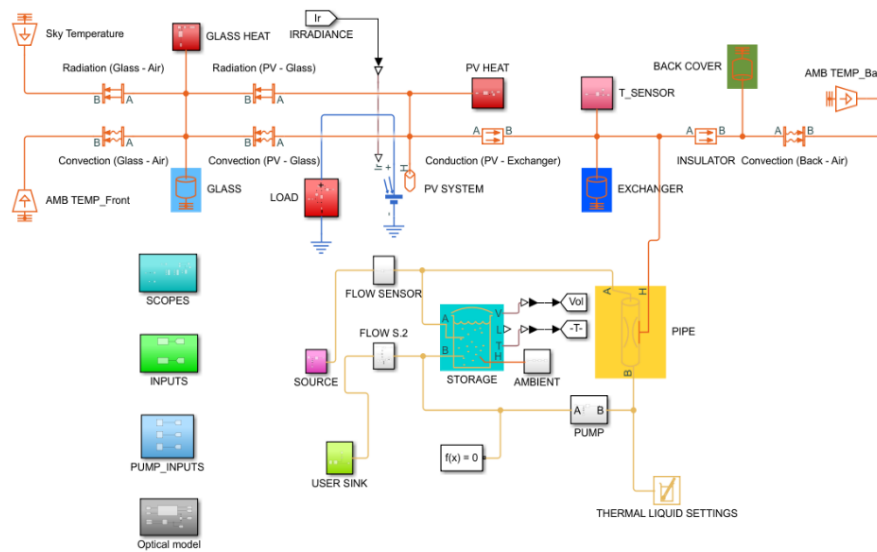 Sky Temperature
GLASS HEAT
Ir
IRRADIANCE
Radiation (Glass - Air)
Radiation (PV - Glass)
PV HEAT
T_SENSOR
BACK COVER
AMB TEMP_Ba
B A
B A
B A
B A
A B
A B
A B
Convection (Glass - Air)
Convection (PV - Glass)
Ir
+
-
H
Conduction (PV - Exchanger)
INSULATOR
Convection (Back - Air)
AMB TEMP_Front
GLASS
LOAD
+
PV SYSTEM
EXCHANGER
SCOPES
FLOW SENSOR
A
B
V
L
T
H
Vol
-T-
A
H
B
PIPE
FLOW S.2
INPUTS
SOURCE
STORAGE
AMBIENT
A B
PUMP
PUMP_INPUTS
USER SINK
f(x) = 0
THERMAL LIQUID SETTINGS
Optical model